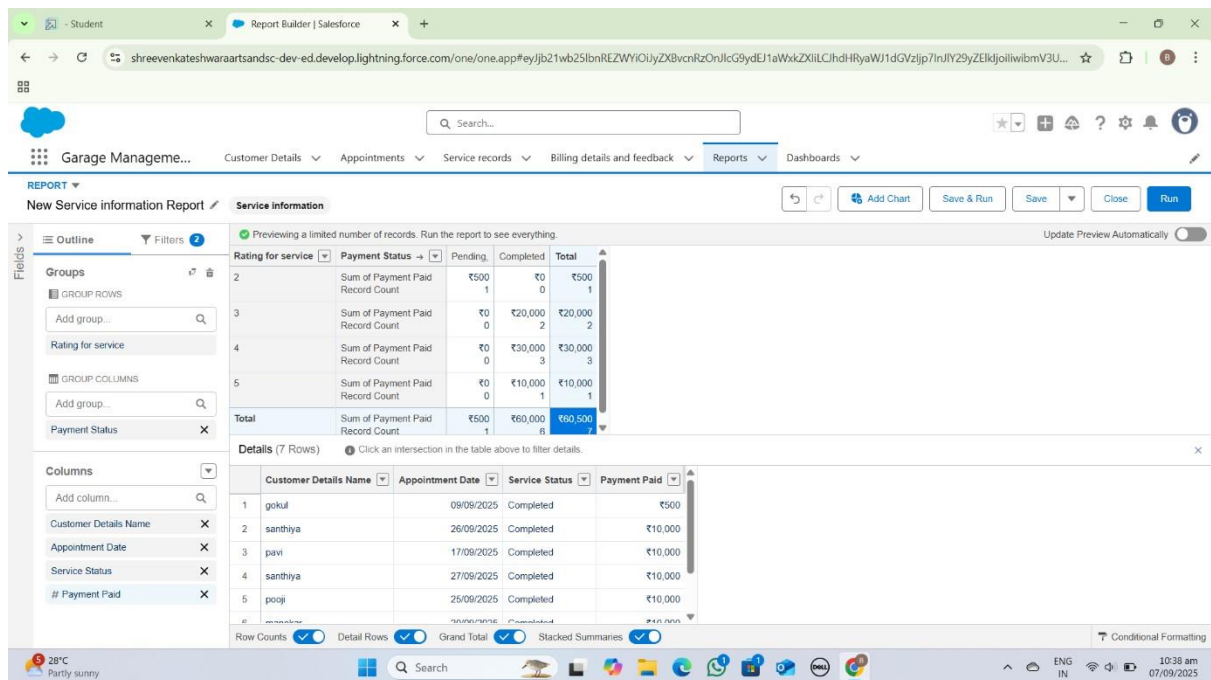 - Student
Report Builder | Salesforce
shreevenkateshwaraartsandsc-dev-ed.develop.lightning.force.com/one/one.app#
B
Search...
Garage Manageme...
Customer Details
Appointments
Service records
Billing details and feedback
Reports
Dashboards
REPORT
New Service information Report
Service information
Add Chart
Save & Run
Save
Close
Run
Fields
Outline
Filters 2
Previewing a limited number of records. Run the report to see everything.
Update Preview Automatically
Groups
GROUP ROWS
Add group...
Rating for service
GROUP COLUMNS
Add group...
Payment Status
Columns
Add column...
Customer Details Name
Appointment Date
Service Status
# Payment Paid
Rating for service Payment Status → Pending, Completed Total
2 Sum of Payment Paid ₹500 ₹0 ₹500
Record Count 1 0 1
3 Sum of Payment Paid ₹0 ₹20,000 ₹20,000
Record Count 0 2 2
4 Sum of Payment Paid ₹0 ₹30,000 ₹30,000
Record Count 0 3 3
5 Sum of Payment Paid ₹0 ₹10,000 ₹10,000
Record Count 0 1 1
Total Sum of Payment Paid ₹500 ₹60,000 ₹60,500
Record Count 1 6 7
Details (7 Rows) Click an intersection in the table above to filter details.
Customer Details Name Appointment Date Service Status Payment Paid
1 gokul 09/09/2025 Completed ₹500
2 santhiya 26/09/2025 Completed ₹10,000
3 pavi 17/09/2025 Completed ₹10,000
4 santhiya 27/09/2025 Completed ₹10,000
5 pooji 25/09/2025 Completed ₹10,000
Row Counts Detail Rows Grand Total Stacked Summaries
Conditional Formatting
5
28°C
Partly sunny
Search
DELL
ENG
IN
10:38 am
07/09/2025